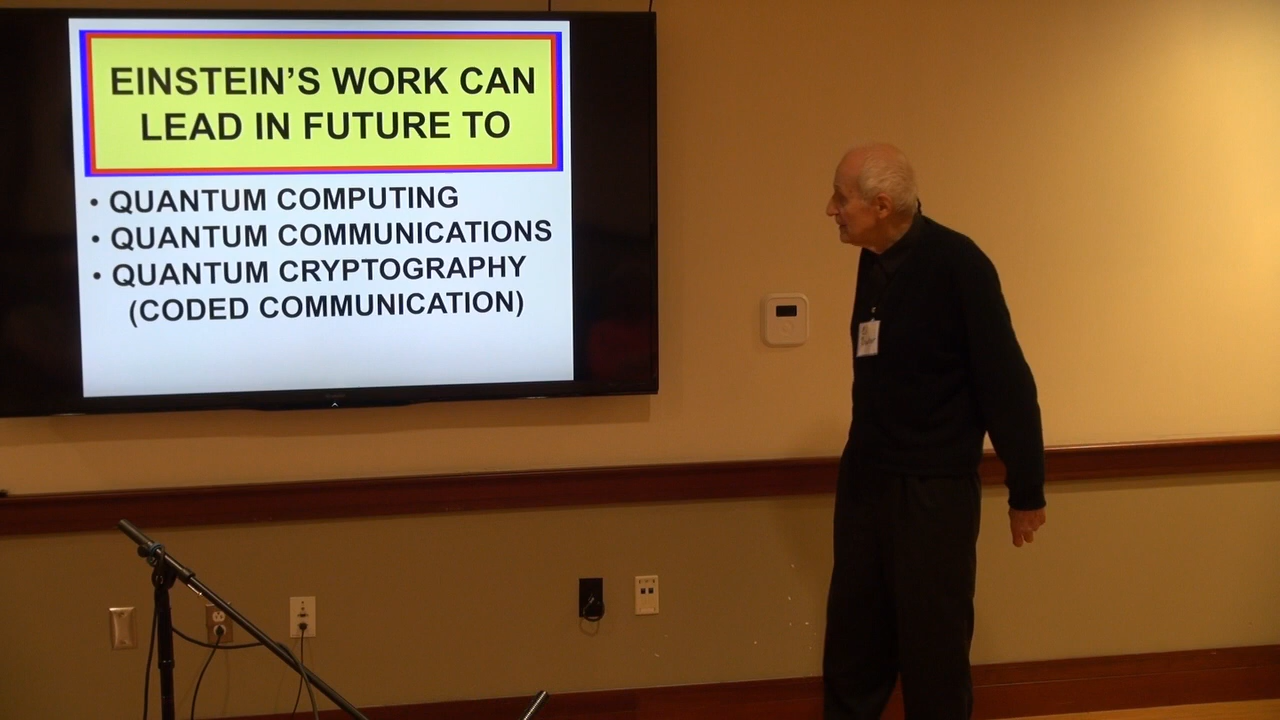 EINSTEIN'S WORK CAN
LEAD IN FUTURE TO
• QUANTUM COMPUTING
• QUANTUM COMMUNICATIONS
• QUANTUM CRYPTOGRAPHY
(CODED COMMUNICATION)